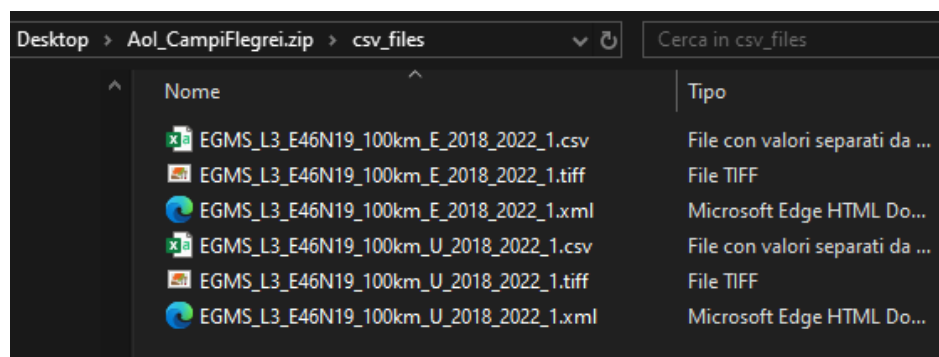 Desktop > AoI_CampiFlegrei.zip > csv_files
Cerca in csv_files
Nome Tipo
EGMS_L3_E46N19_100km_E_2018_2022_1.csv File con valori separati da ...
EGMS_L3_E46N19_100km_E_2018_2022_1.tiff File TIFF
EGMS_L3_E46N19_100km_E_2018_2022_1.xml Microsoft Edge HTML Do...
EGMS_L3_E46N19_100km_U_2018_2022_1.csv File con valori separati da ...
EGMS_L3_E46N19_100km_U_2018_2022_1.tiff File TIFF
EGMS_L3_E46N19_100km_U_2018_2022_1.xml Microsoft Edge HTML Do...